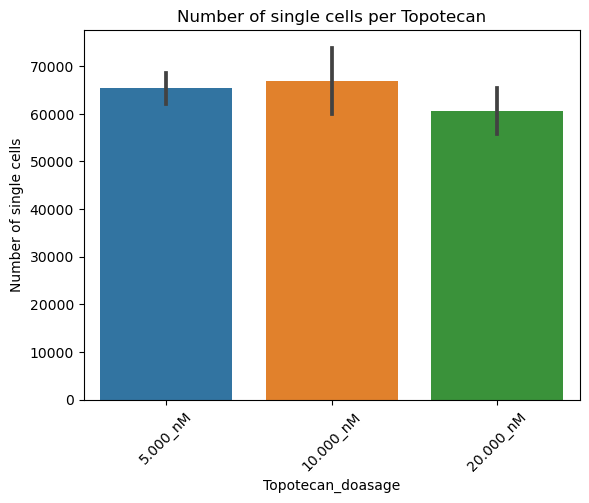 Number of single cells per Topotecan
Number of single cells
70000
60000
50000
40000
30000
20000
10000
0
5.000_nM
10.000_nM
20.000_nM
Topotecan_doasage